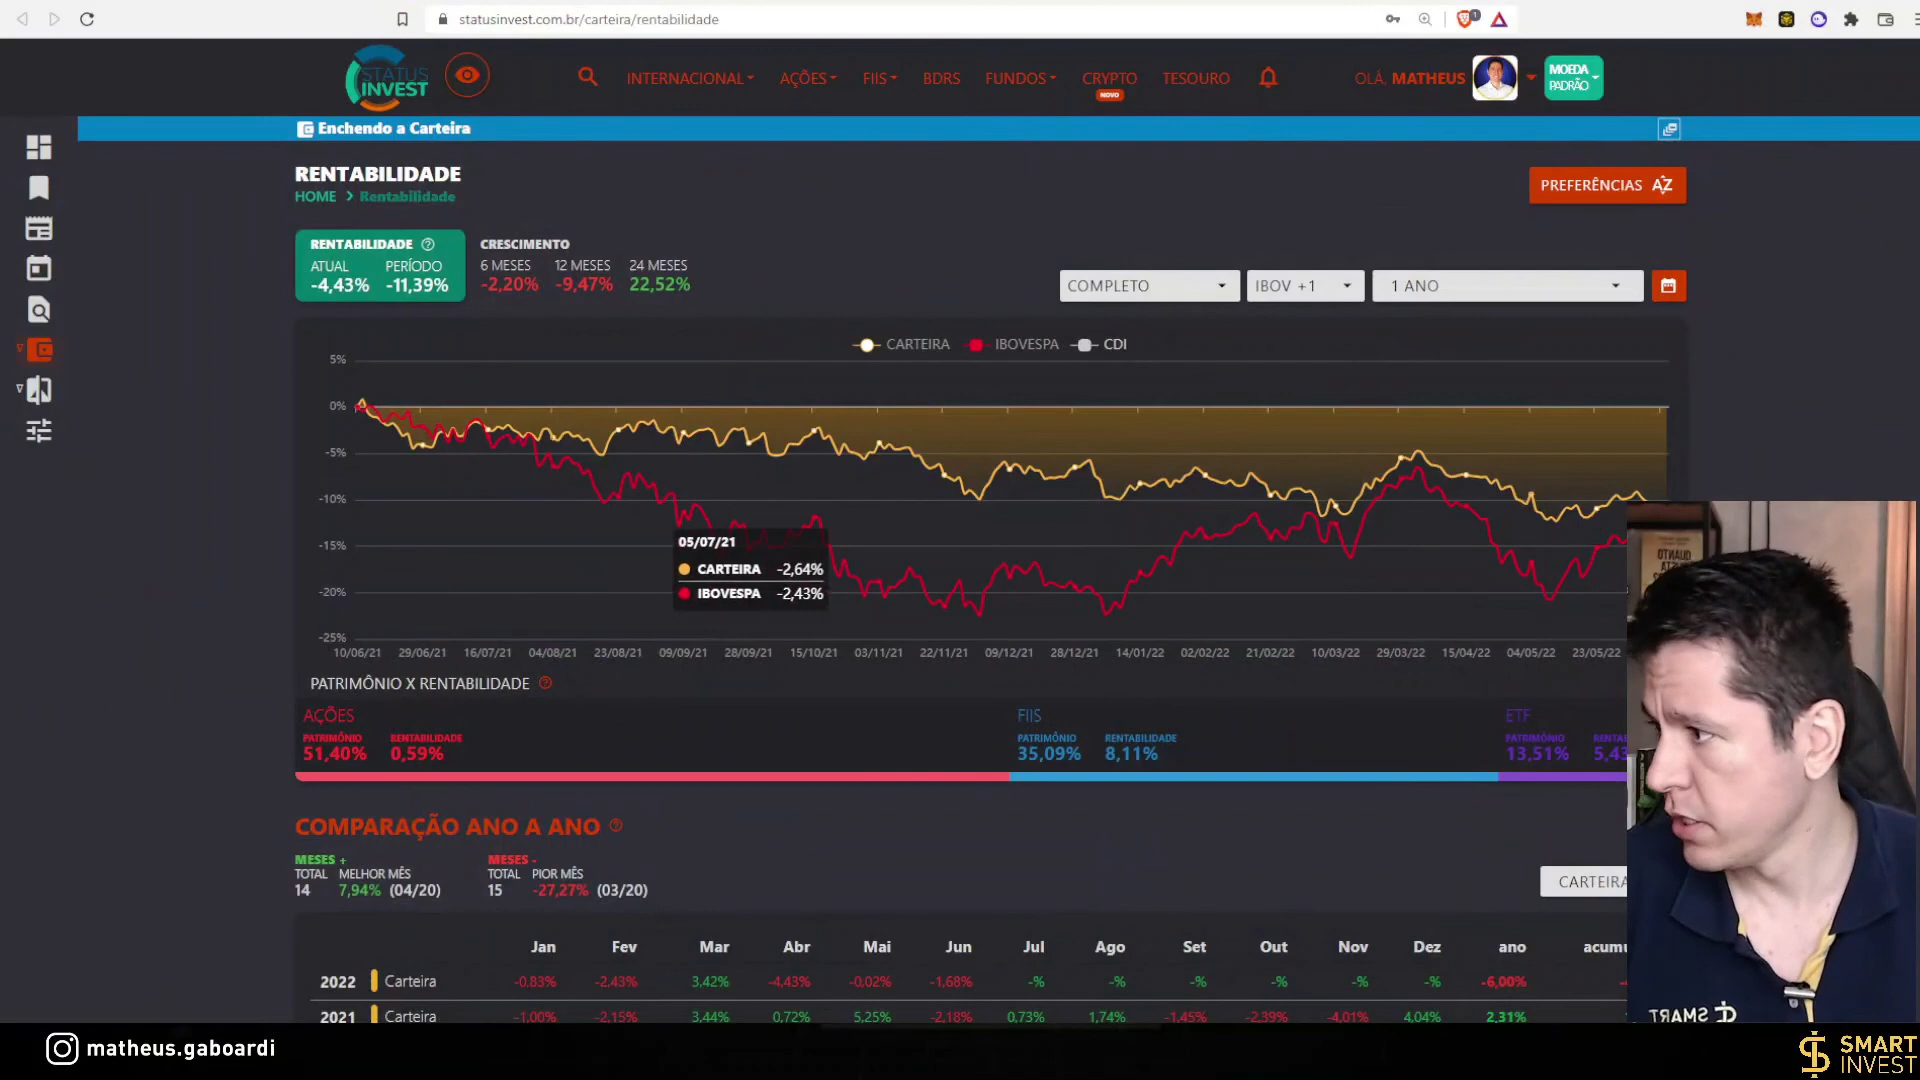 statusinvest.com.br/carteira/rentabilidade
1
STATUS
INVEST
INTERNACIONAL
AÇÕES
FIIS
BDRS
FUNDOS
CRYPTO
NOVO
TESOURO
OLÁ, MATHEUS
MOEDA
PADRÃO
Enchendo a Carteira
RENTABILIDADE
HOME > Rentabilidade
PREFERÊNCIAS
RENTABILIDADE
ATUAL PERÍODO
-4,43% -11,39%
CRESCIMENTO
6 MESES 12 MESES 24 MESES
-2,20% -9,47% 22,52%
COMPLETO
IBOV +1
1 ANO
CARTEIRA IBOVESPA CDI
5%
0%
-5%
-10%
-15%
-20%
-25%
05/07/21
CARTEIRA -2,64%
IBOVESPA -2,43%
10/06/21 29/06/21 16/07/21 04/08/21 23/08/21 09/09/21 28/09/21 15/10/21 03/11/21 22/11/21 09/12/21 28/12/21 14/01/22 02/02/22 21/02/22 10/03/22 29/03/22 15/04/22 04/05/22 23/05/22
PATRIMÔNIO X RENTABILIDADE
AÇÕES
PATRIMÔNIO RENTABILIDADE
51,40% 0,59%
FIIS
PATRIMÔNIO RENTABILIDADE
35,09% 8,11%
ETF
PATRIMÔNIO RENTA
13,51% 5,43
COMPARAÇÃO ANO A ANO
MESES +
TOTAL MELHOR MÊS
14 7,94% (04/20)
MESES -
TOTAL PIOR MÊS
15 -27,27% (03/20)
CARTEIRA
Jan Fev Mar Abr Mai Jun Jul Ago Set Out Nov Dez ano acumu
2022 Carteira -0.83% -2,43% 3,42% -4,43% -0,02% -1,68% -% -% -% -% -% -% -6,00%
2021 Carteira -1,00% -2,15% 3,44% 0,72% 5,25% -2,18% 0,73% 1,74% -1,45% -2,39% -4,01% 4,04% 2,31%
matheus.gaboardi
SMART
SMART
INVEST